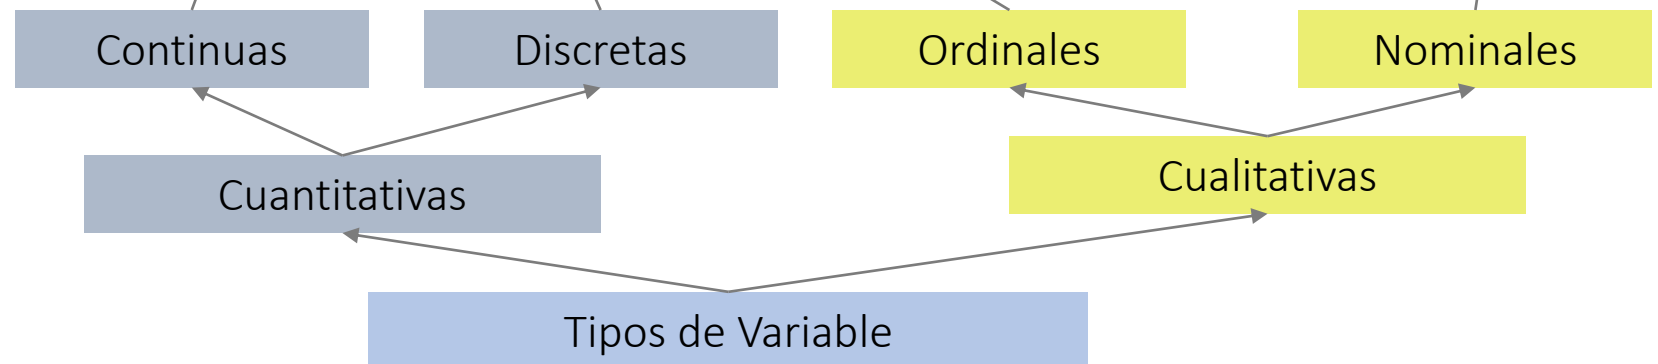 Continuas
Discretas
Ordinales
Nominales
Cuantitativas
Cualitativas
Tipos de Variable